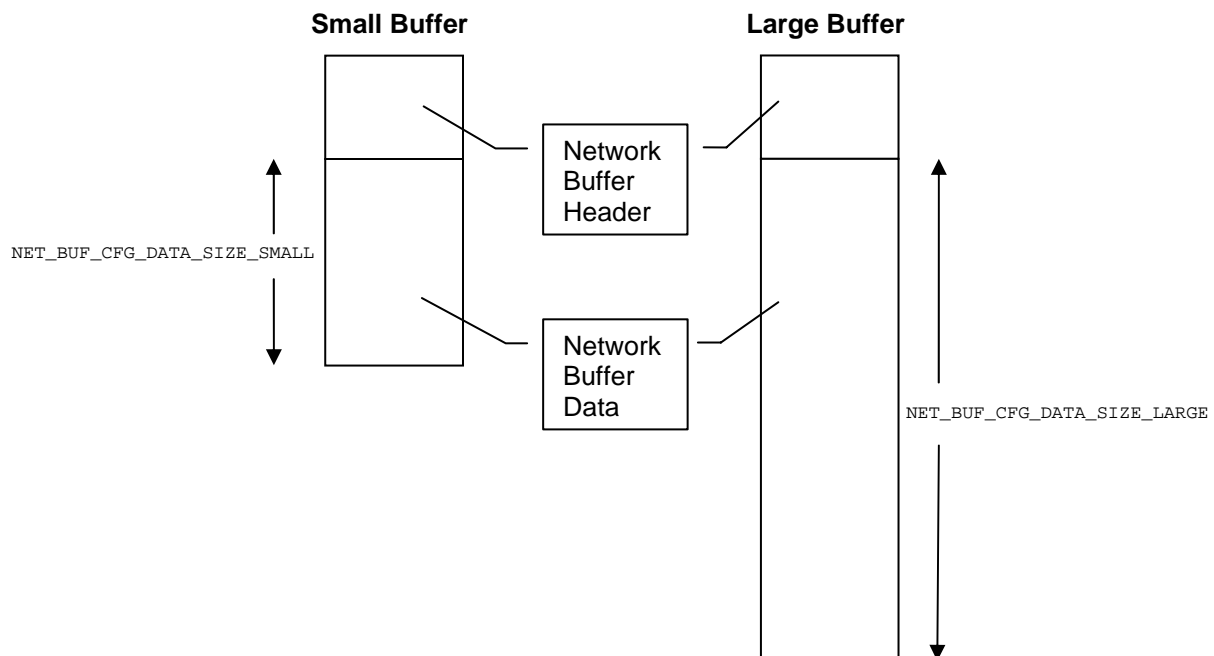 Small Buffer
Large Buffer
Network
Buffer
Header
NET_BUF_CFG_DATA_SIZE_SMALL
Network
Buffer
Data
NET_BUF_CFG_DATA_SIZE_LARGE